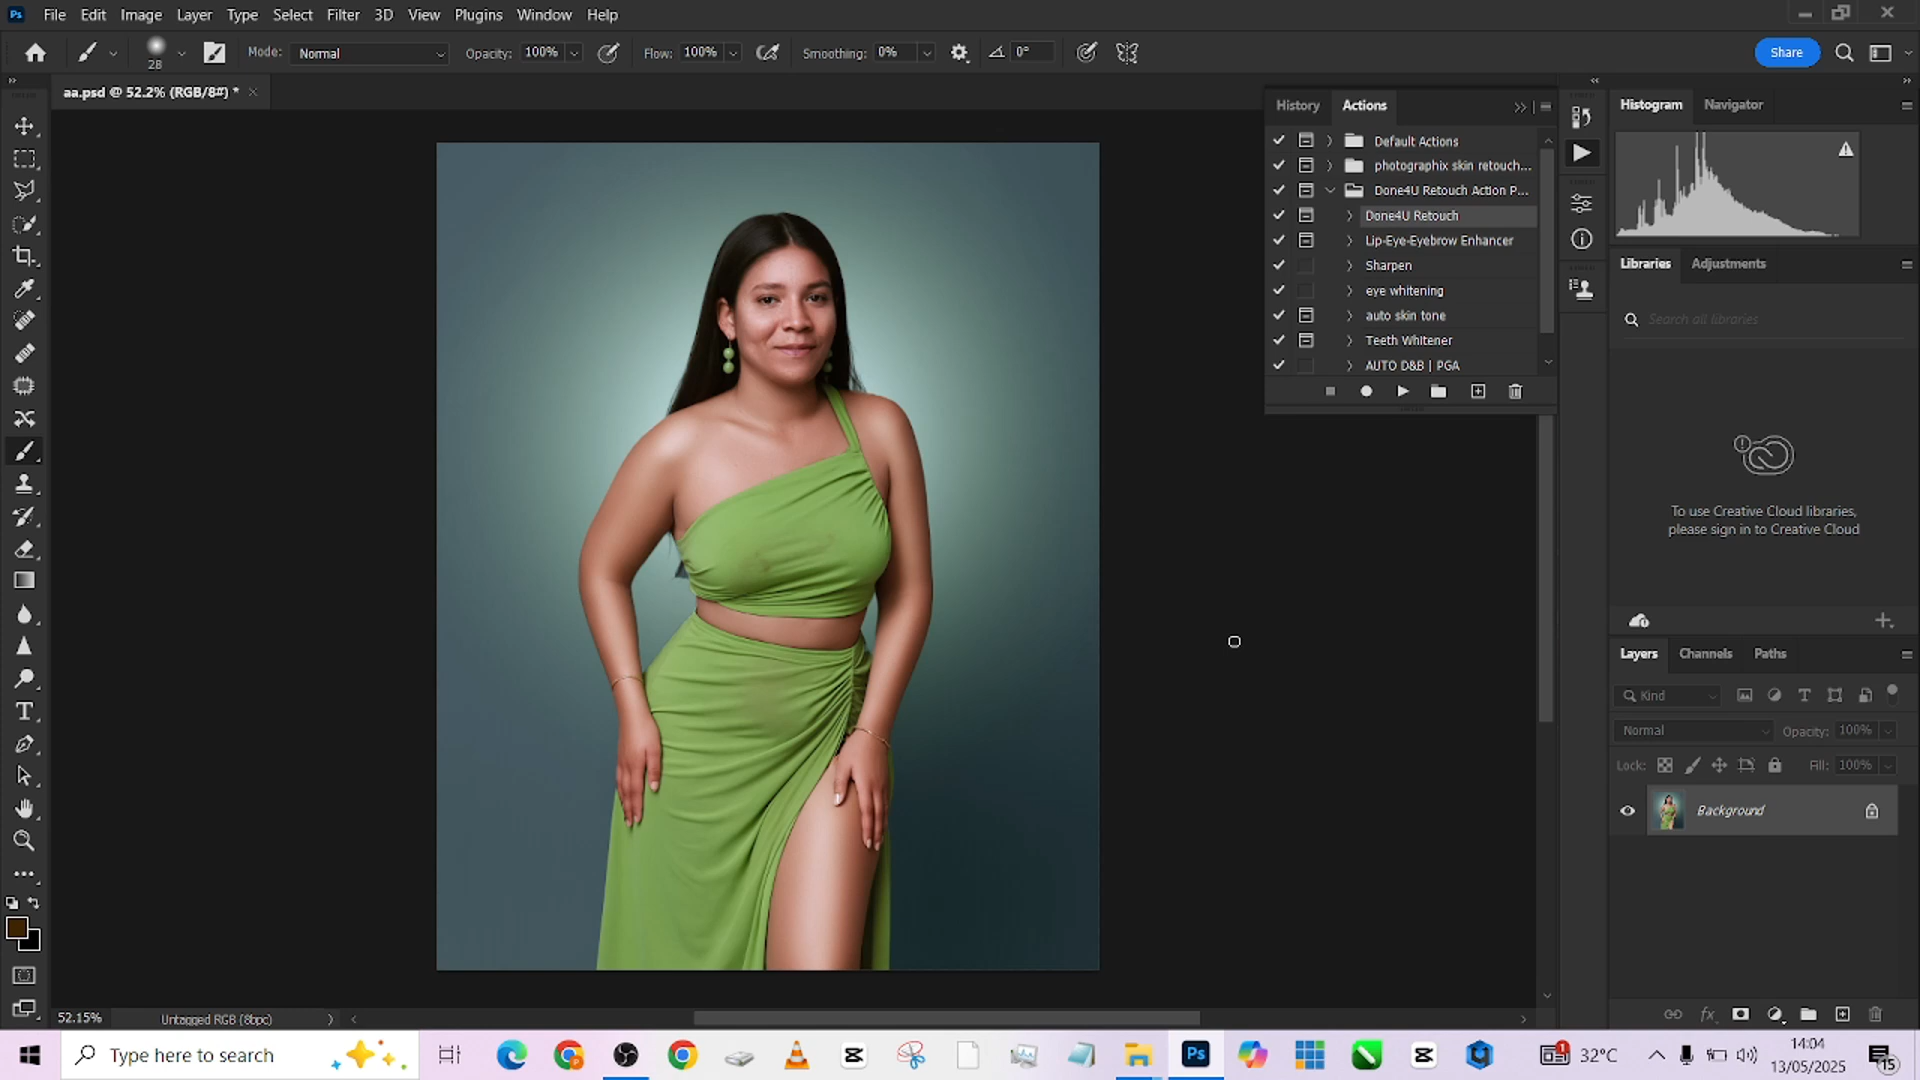 Ps File Edit Image Layer Type Select Filter 3D View Plugins Window Help
28 Mode: Normal Opacity: 100% Flow: 100% Smoothing: 0% 0° Share
aa.psd @ 52.2% (RGB/8#) *
History Actions
Default Actions
photographix skin retouch...
Done4U Retouch Action P...
Done4U Retouch
Lip-Eye-Eyebrow Enhancer
Sharpen
eye whitening
auto skin tone
Teeth Whitener
AUTO D&B | PGA
Histogram Navigator
Libraries Adjustments
Search all libraries
To use Creative Cloud libraries,
please sign in to Creative Cloud
Layers Channels Paths
Kind
Normal Opacity: 100%
Lock: Fill: 100%
Background
52.15% Untagged RGB (8bpc)
Type here to search
Ps
1
32°C
14:04
13/05/2025
15